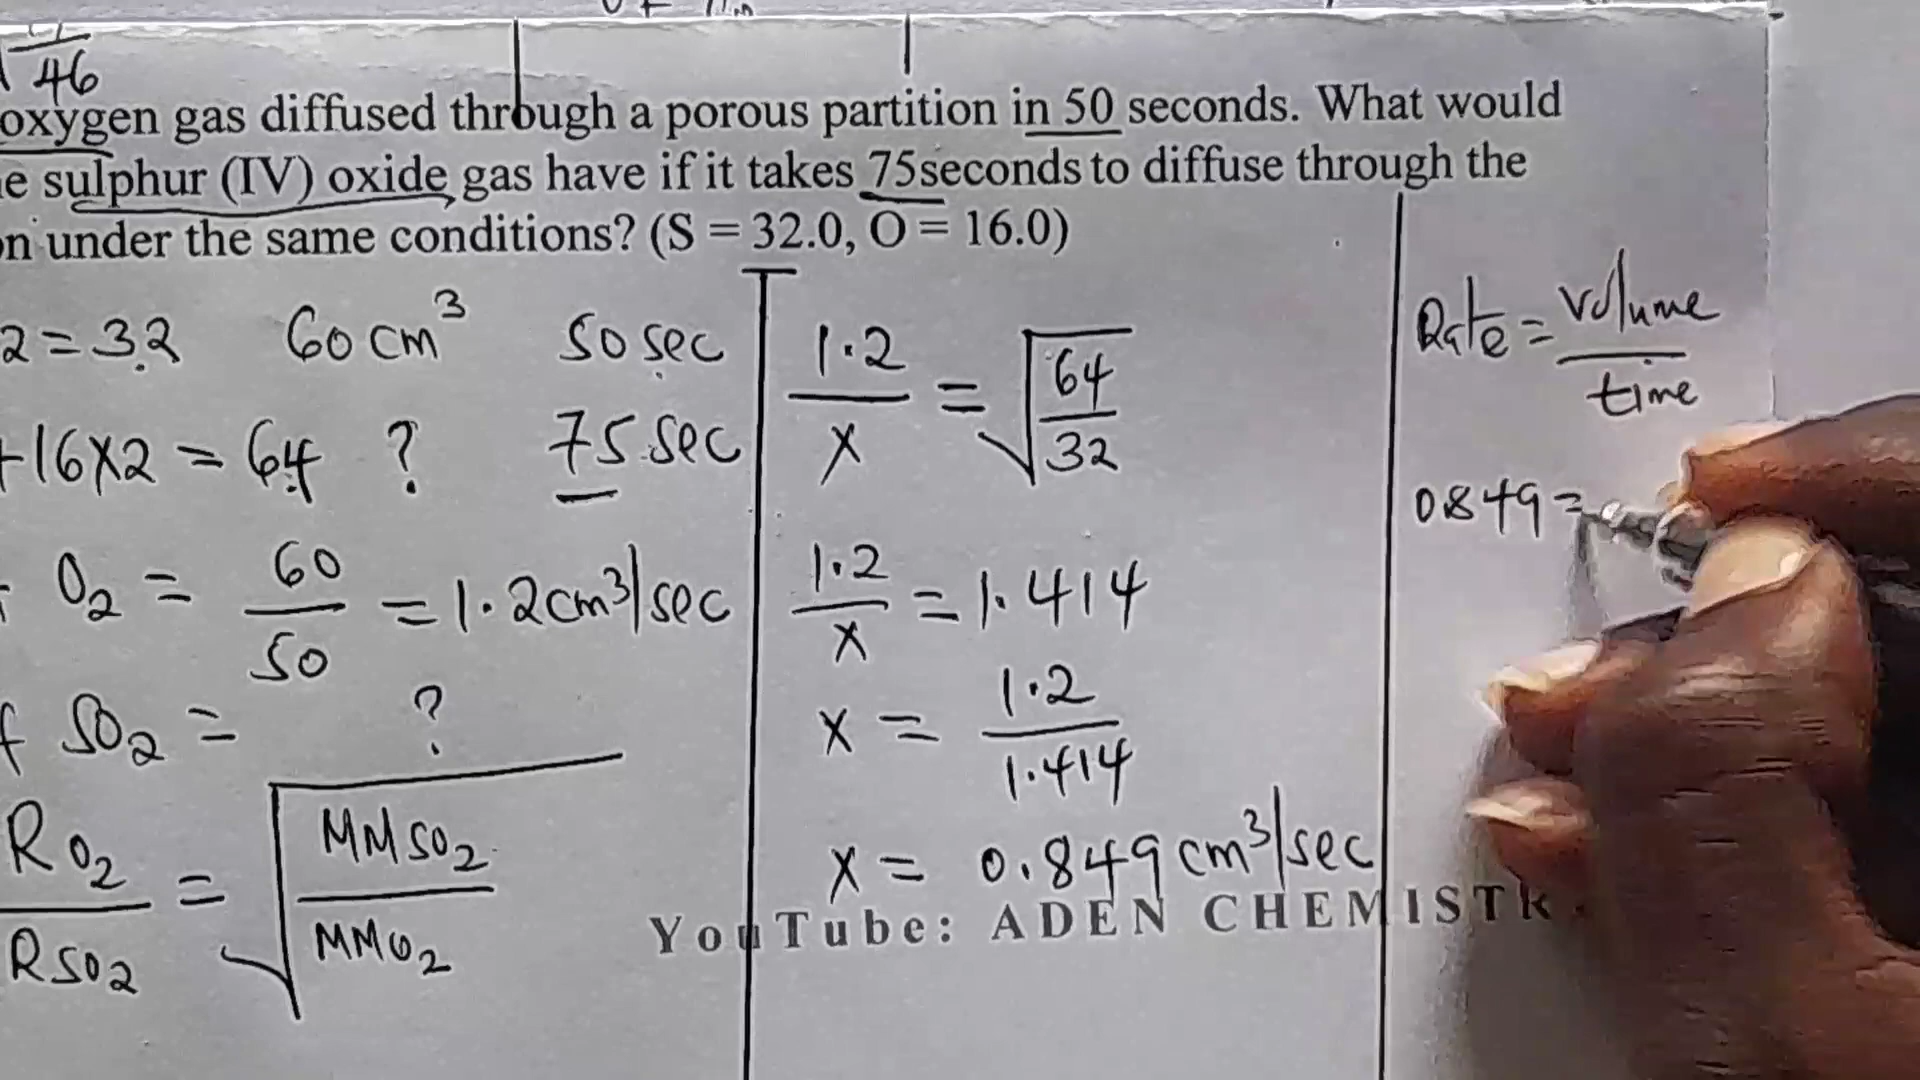 46
oxygen gas diffused through a porous partition in 50 seconds. What would
e sulphur (IV) oxide gas have if it takes 75seconds to diffuse through the
n under the same conditions? (S = 32.0, O = 16.0)
2 = 32 60 cm³ 50 sec
+16x2 = 64 ? 75 sec
O₂ = 60/50 = 1.2cm³/sec
f SO₂ = ?
RO₂/RSO₂ = √(MMSO₂/MMO₂)
1.2/x = √(64/32)
1.2/x = 1.414
x = 1.2/1.414
x = 0.849 cm³/sec
Rate = volume/time
0.849 =
YouTube: ADEN CHEMISTR